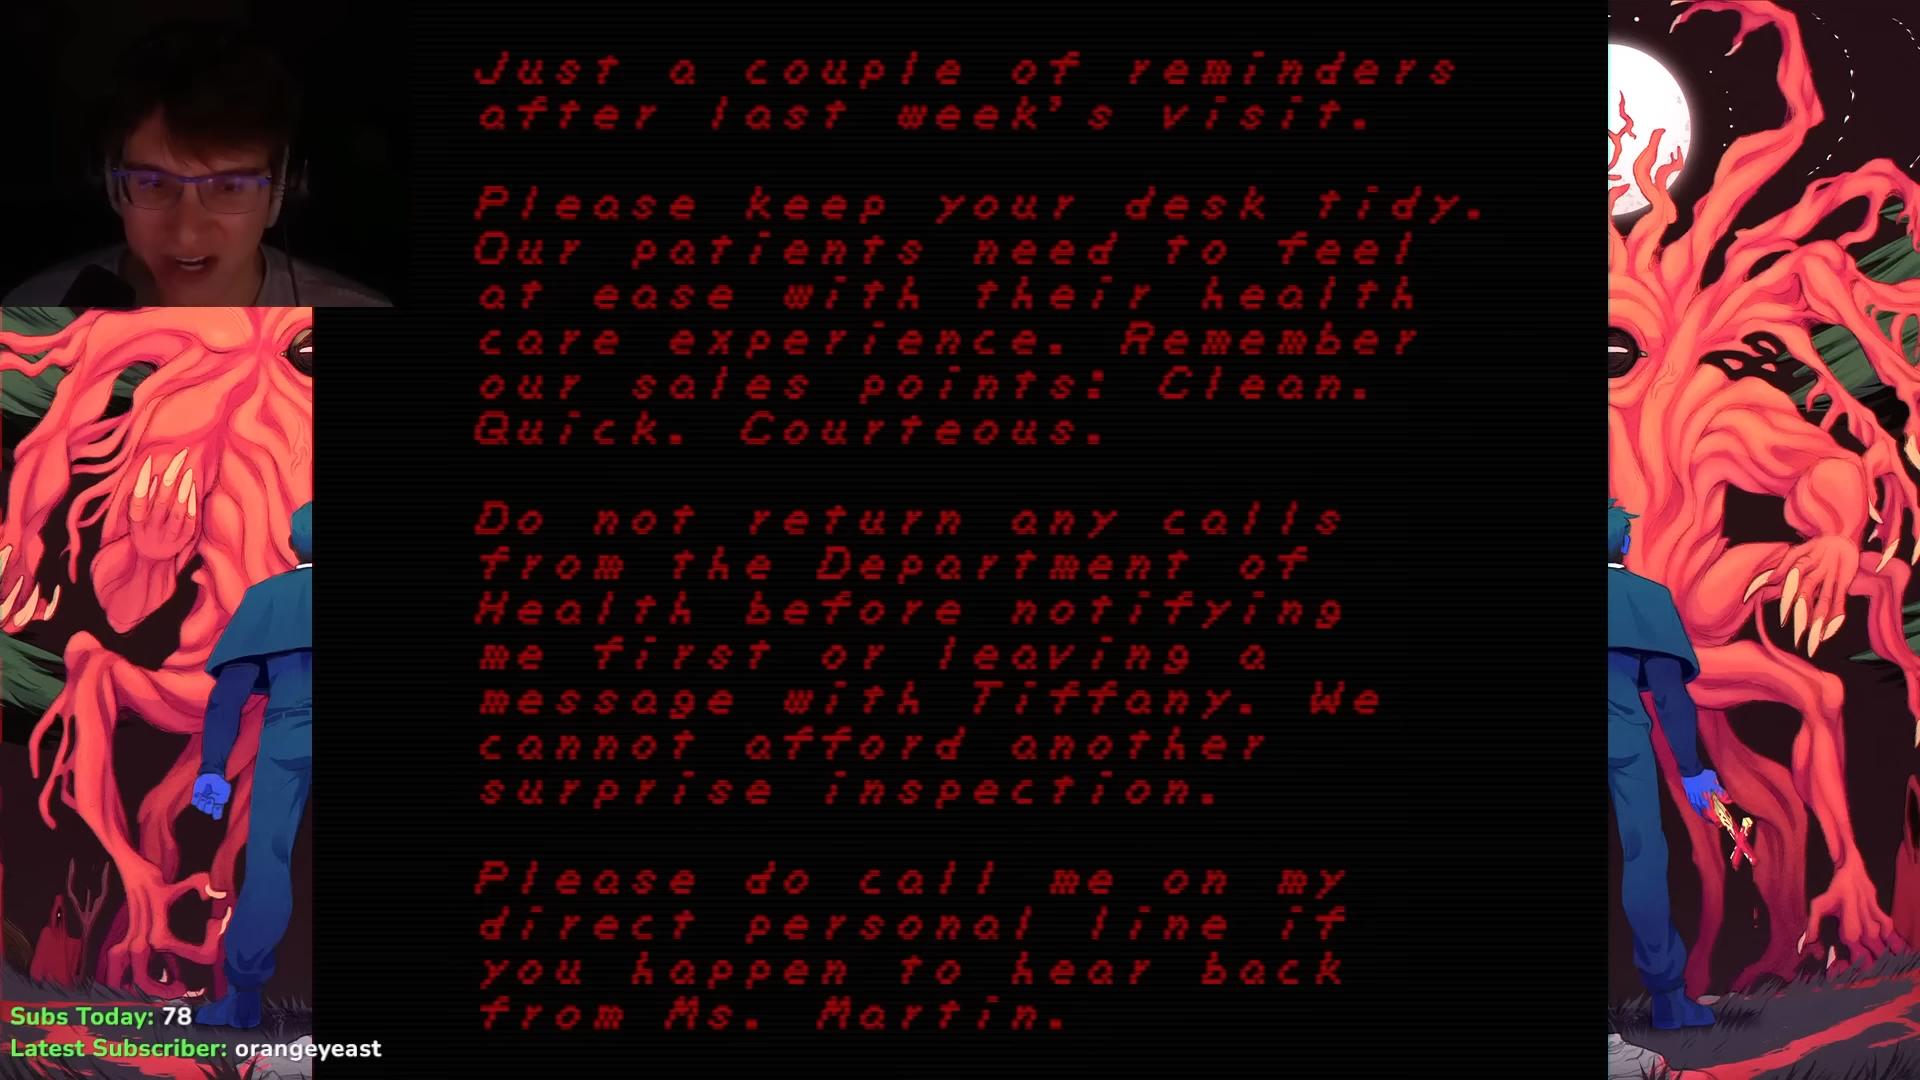 Just a couple of reminders
after last week's visit.
Please keep your desk tidy.
Our patients need to feel
at ease with their health
care experience. Remember
our sales points: Clean.
Quick. Courteous.
Do not return any calls
from the Department of
Health before notifying
me first or leaving a
message with Tiffany. We
cannot afford another
surprise inspection.
Please do call me on my
direct personal line if
you happen to hear back
from Ms. Martin.
Subs Today: 78
Latest Subscriber: orangeyeast